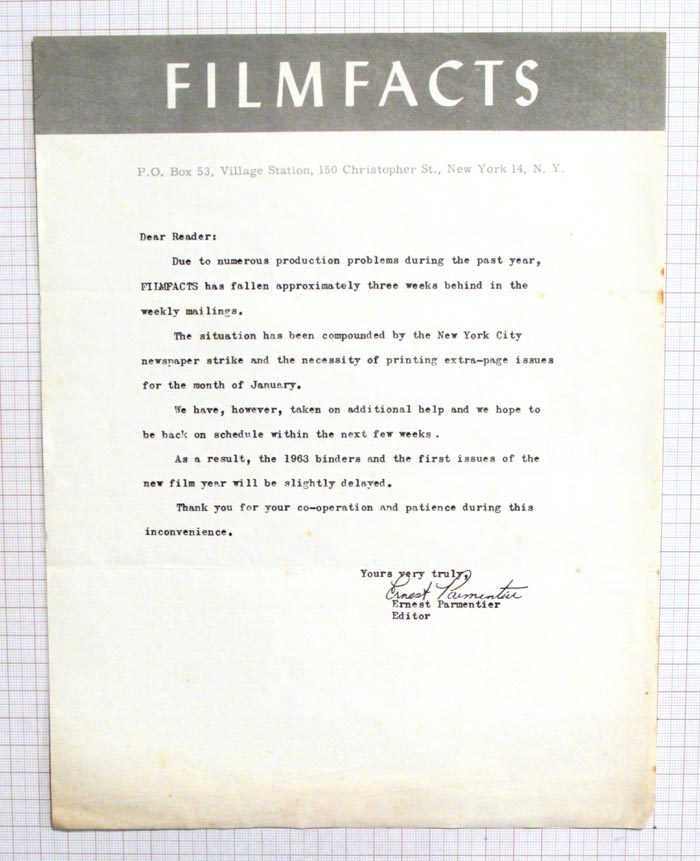 FILMFACTS
P.O. Box 53, Village Station, 150 Christopher St., New York 14, N. Y.
Dear Reader:
Due to numerous production problems during the past year,
FILMFACTS has fallen approximately three weeks behind in the
weekly mailings.
The situation has been compounded by the New York City
newspaper strike and the necessity of printing extra-page issues
for the month of January.
We have, however, taken on additional help and we hope to
be back on schedule within the next few weeks.
As a result, the 1963 binders and the first issues of the
new film year will be slightly delayed.
Thank you for your co-operation and patience during this
inconvenience.
Yours very truly,
Ernest Parmentier
Ernest Parmentier
Editor